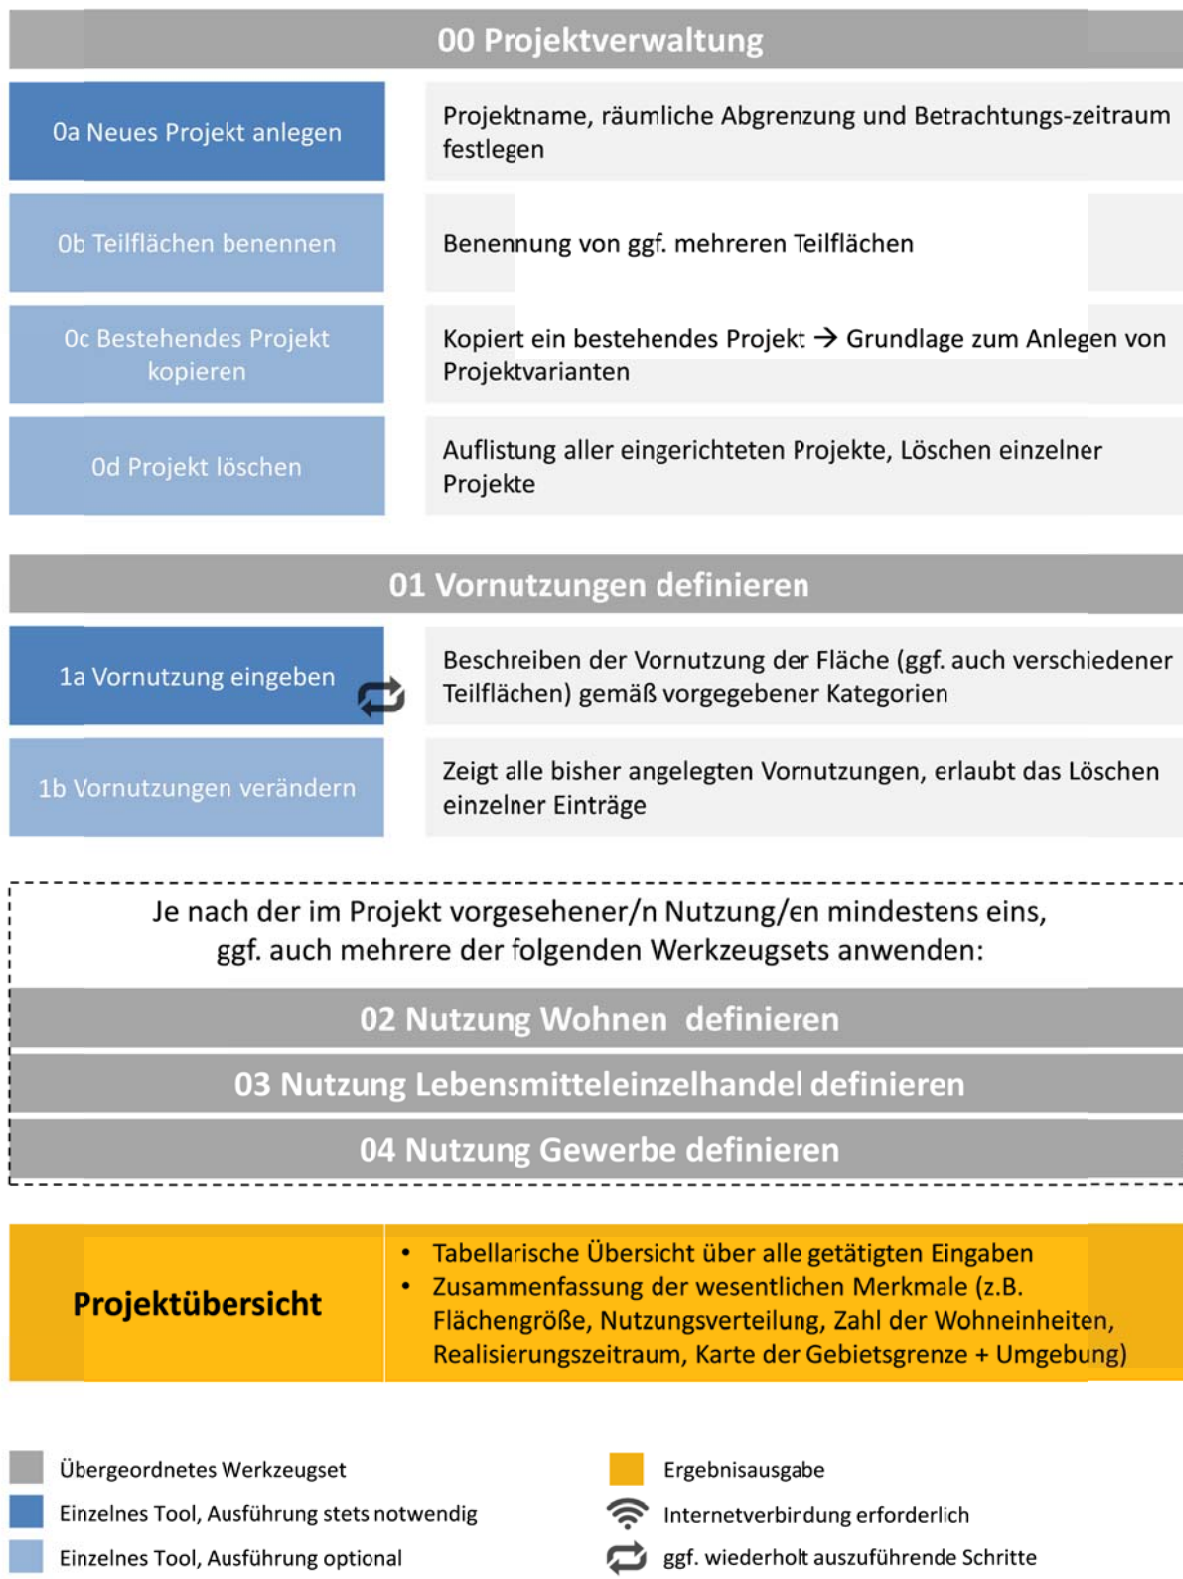 00 Projektverwaltung
0a Neues Projekt anlegen
Projektname, räumliche Abgrenzung und Betrachtungs-zeitraum
festlegen
0b Teilflächen benennen
Benennung von ggf. mehreren Teilflächen
0c Bestehendes Projekt
kopieren
Kopiert ein bestehendes Projekt → Grundlage zum Anlegen von
Projektvarianten
0d Projekt löschen
Auflistung aller eingerichteten Projekte, Löschen einzelner
Projekte
01 Vornutzungen definieren
1a Vornutzung eingeben
Beschreiben der Vornutzung der Fläche (ggf. auch verschiedener
Teilflächen) gemäß vorgegebener Kategorien
1b Vornutzungen verändern
Zeigt alle bisher angelegten Vornutzungen, erlaubt das Löschen
einzelner Einträge
Je nach der im Projekt vorgesehener/n Nutzung/en mindestens eins,
ggf. auch mehrere der folgenden Werkzeugsets anwenden:
02 Nutzung Wohnen definieren
03 Nutzung Lebensmitteleinzelhandel definieren
04 Nutzung Gewerbe definieren
Projektübersicht
• Tabellarische Übersicht über alle getätigten Eingaben
• Zusammenfassung der wesentlichen Merkmale (z.B.
Flächengröße, Nutzungsverteilung, Zahl der Wohneinheiten,
Realisierungszeitraum, Karte der Gebietsgrenze + Umgebung)
Übergeordnetes Werkzeugset
Einzelnes Tool, Ausführung stets notwendig
Einzelnes Tool, Ausführung optional
Ergebnisausgabe
Internetverbindung erforderlich
ggf. wiederholt auszuführende Schritte